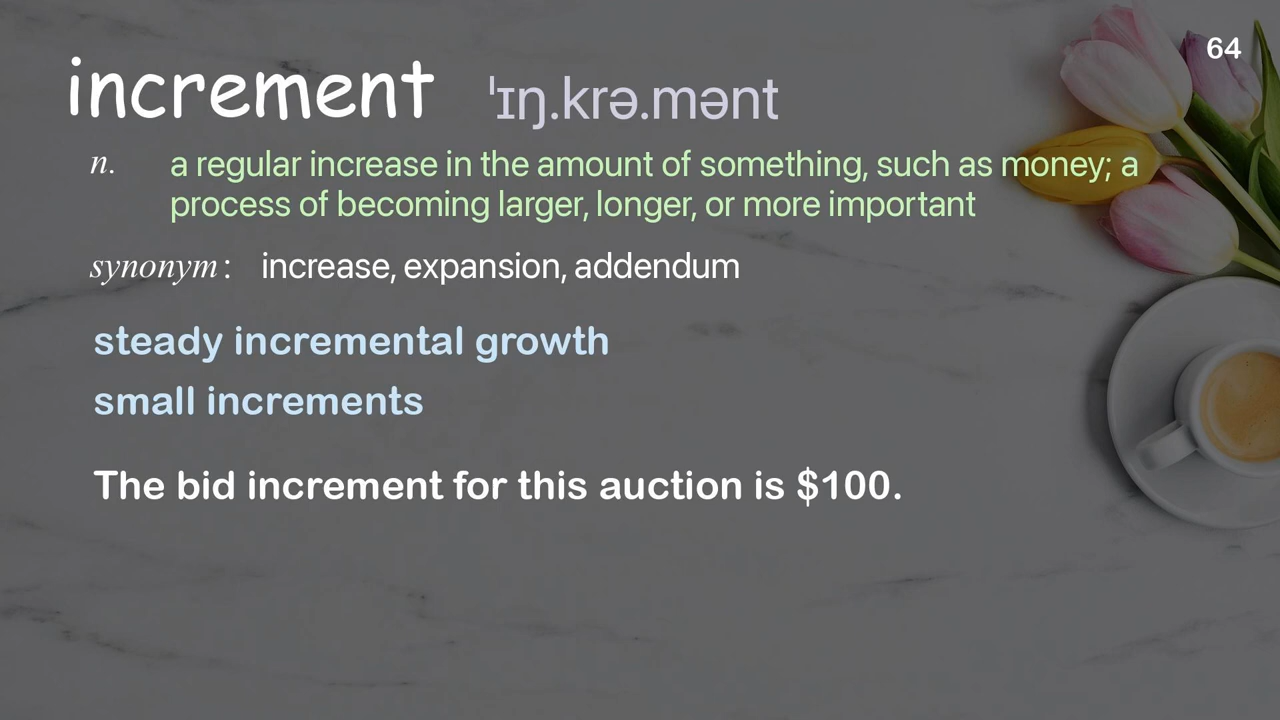 64
increment ˈɪŋ.krə.mənt
n. a regular increase in the amount of something, such as money; a
process of becoming larger, longer, or more important
synonym: increase, expansion, addendum
steady incremental growth
small increments
The bid increment for this auction is $100.